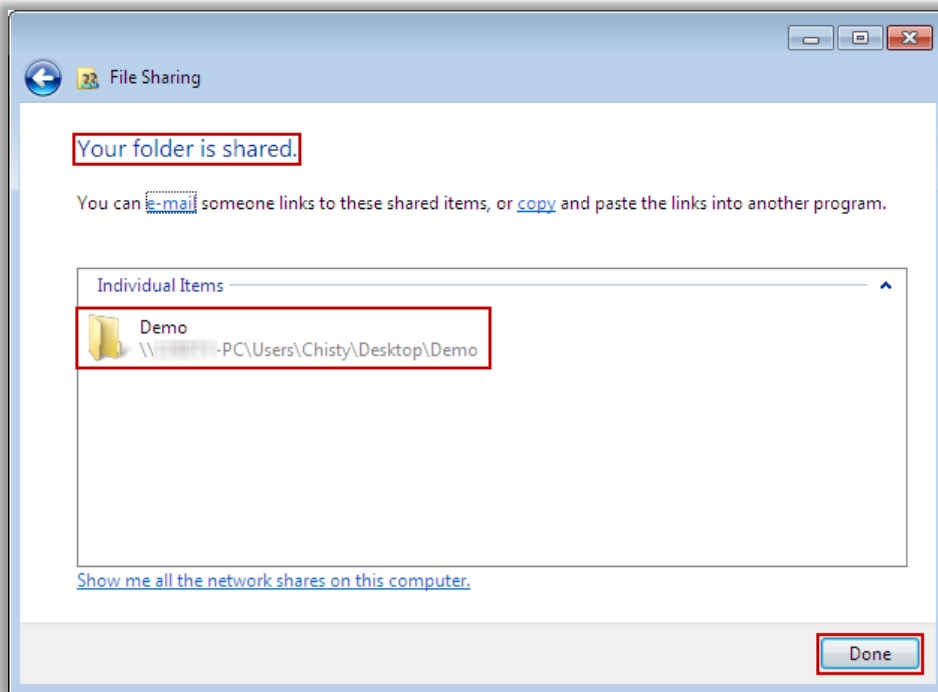 File Sharing
Your folder is shared.
You can e-mail someone links to these shared items, or copy and paste the links into another program.
Individual Items
Demo
\\ -PC\Users\Chisty\Desktop\Demo
Show me all the network shares on this computer.
Done